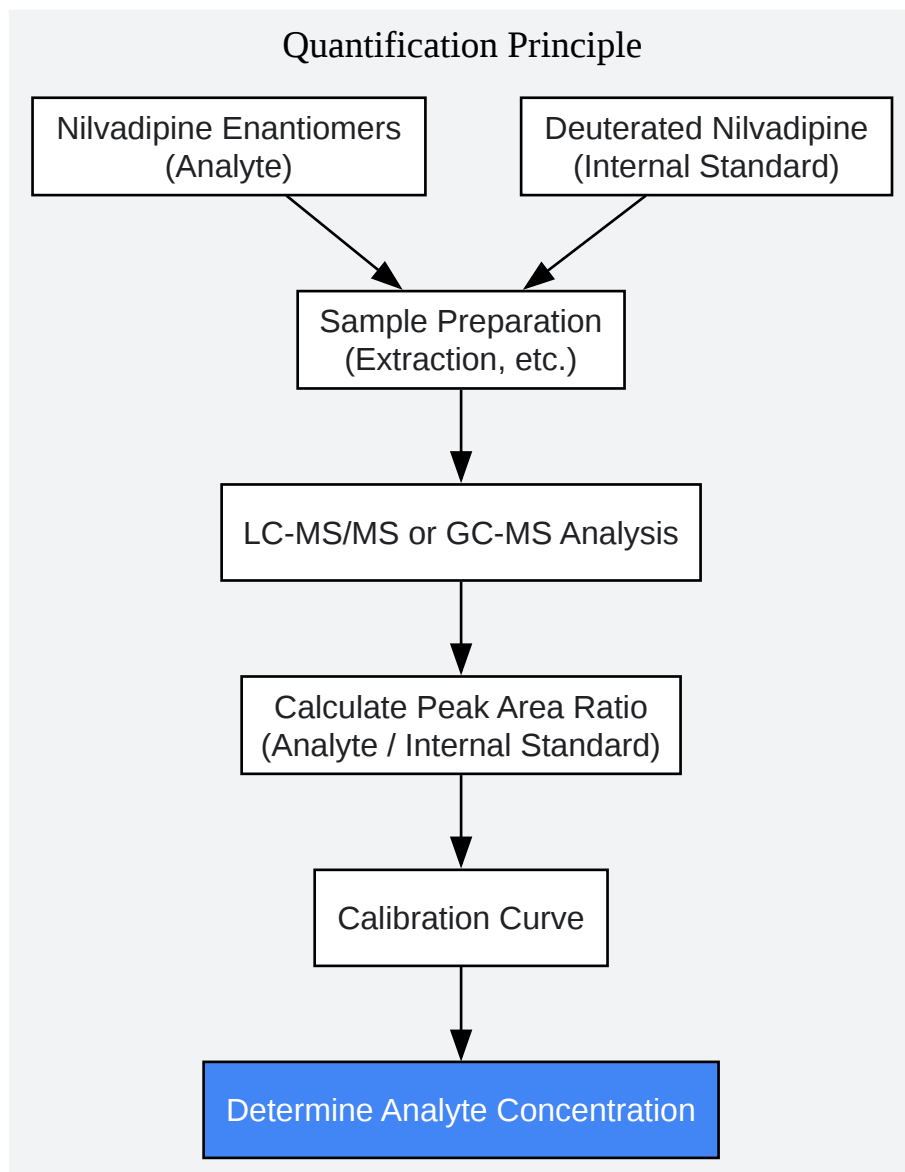 Quantification Principle
Nilvadipine Enantiomers
(Analyte)
Deuterated Nilvadipine
(Internal Standard)
Sample Preparation
(Extraction, etc.)
LC-MS/MS or GC-MS Analysis
Calculate Peak Area Ratio
(Analyte / Internal Standard)
Calibration Curve
Determine Analyte Concentration